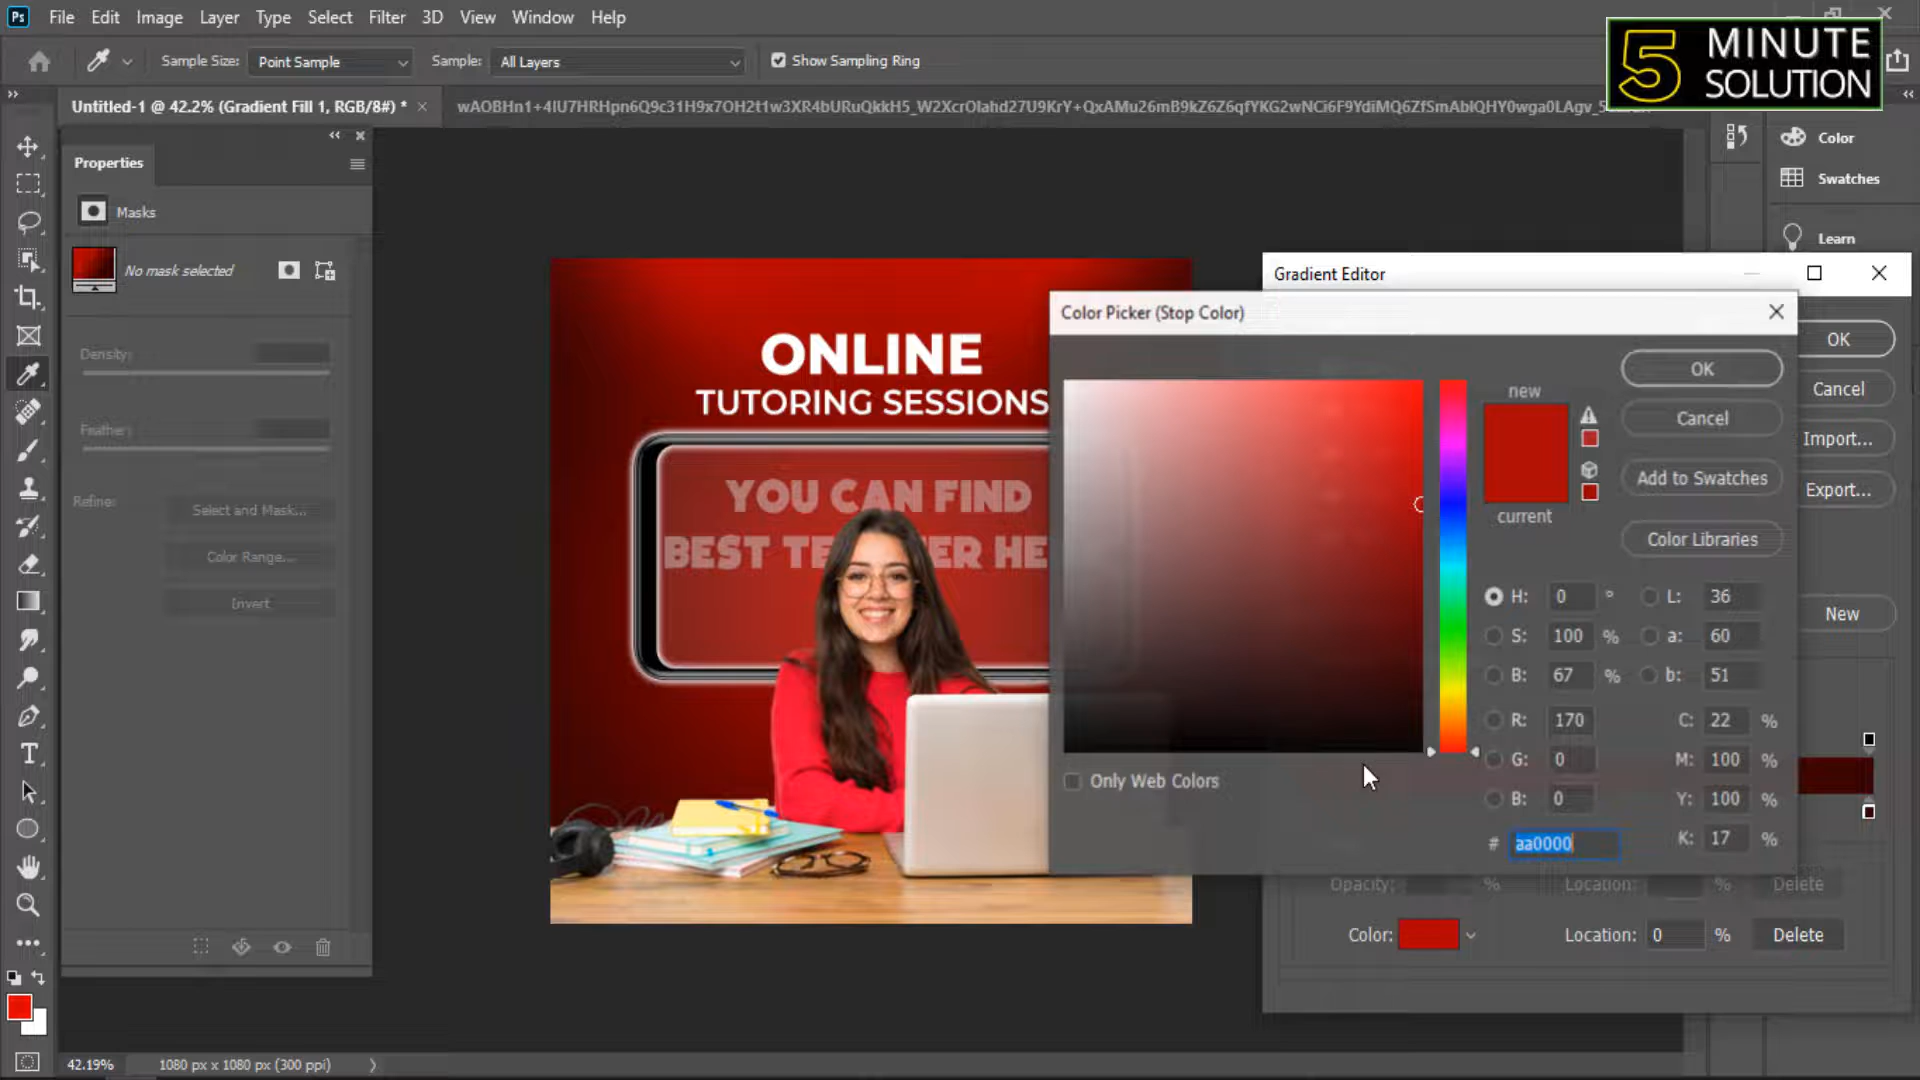 Ps File Edit Image Layer Type Select Filter 3D View Window Help
5 MINUTE SOLUTION
Sample Size: Point Sample Sample: All Layers Show Sampling Ring
Untitled-1 @ 42.2% (Gradient Fill 1, RGB/8#) *
Properties
Masks
No mask selected
Density:
Feather:
Refine:
Select and Mask...
Color Range...
Invert
ONLINE
TUTORING SESSIONS
YOU CAN FIND
BEST TE
ER HE
Color
Swatches
Learn
Gradient Editor
OK
Cancel
Import...
Export...
New
Color Picker (Stop Color)
new
current
OK
Cancel
Add to Swatches
Color Libraries
H: 0 ° L: 36
S: 100 % a: 60
B: 67 % b: 51
R: 170 C: 22 %
G: 0 M: 100 %
B: 0 Y: 100 %
# aa0000 K: 17 %
Only Web Colors
Opacity: % Location: % Delete
Color: Location: 0 % Delete
42.19% 1080 px x 1080 px (300 ppi)